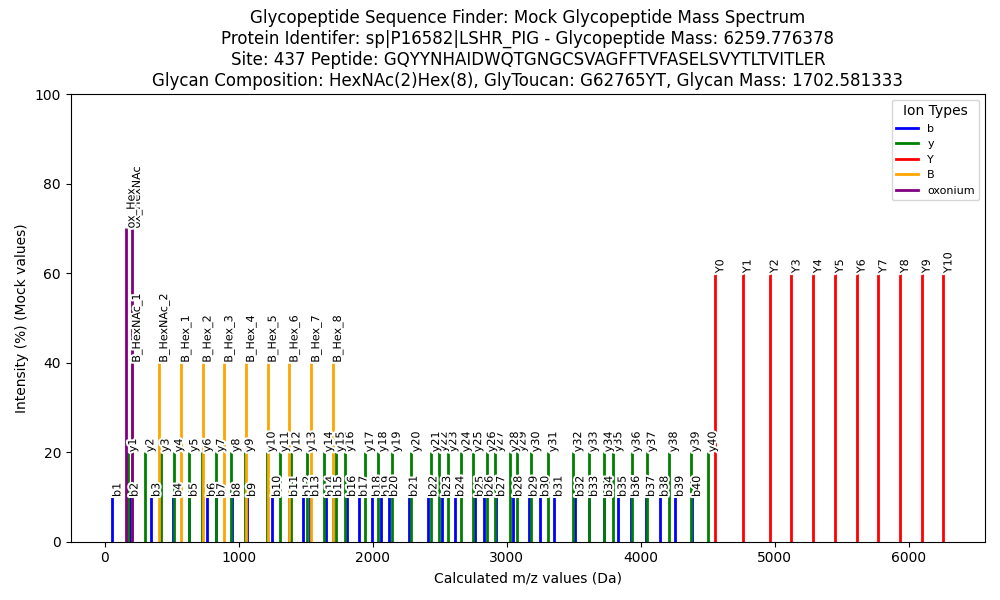 Glycopeptide Sequence Finder: Mock Glycopeptide Mass Spectrum
Protein Identifer: sp|P16582|LSHR_PIG - Glycopeptide Mass: 6259.776378
Site: 437 Peptide: GQYYNHAIDWQTGNGCSVAGFFTVFASELSVYTLTVITLER
Glycan Composition: HexNAc(2)Hex(8), GlyToucan: G62765YT, Glycan Mass: 1702.581333
Intensity (%) (Mock values)
100
80
60
40
20
0
Ion Types
b
y
Y
B
oxonium
ox_Hex
ox_HexNAc
Y0 Y1 Y2 Y3 Y4 Y5 Y6 Y7 Y8 Y9 Y10
B_HexNAc_1 B_HexNAc_2 B_Hex_1 B_Hex_2 B_Hex_3 B_Hex_4 B_Hex_5 B_Hex_6 B_Hex_7 B_Hex_8
y1 y2 y3 y4 y5 y6 y7 y8 y9 y10 y11 y12 y13 y14 y15 y16 y17 y18 y19 y20 y21 y22 y23 y24 y25 y26 y27 y28 y29 y30 y31 y32 y33 y34 y35 y36 y37 y38 y39 y40
b1 b2 b3 b4 b5 b6 b7 b8 b9 b10 b11 b12 b13 b14 b15 b16 b17 b18 b19 b20 b21 b22 b23 b24 b25 b26 b27 b28 b29 b30 b31 b32 b33 b34 b35 b36 b37 b38 b39 b40
0 1000 2000 3000 4000 5000 6000
Calculated m/z values (Da)